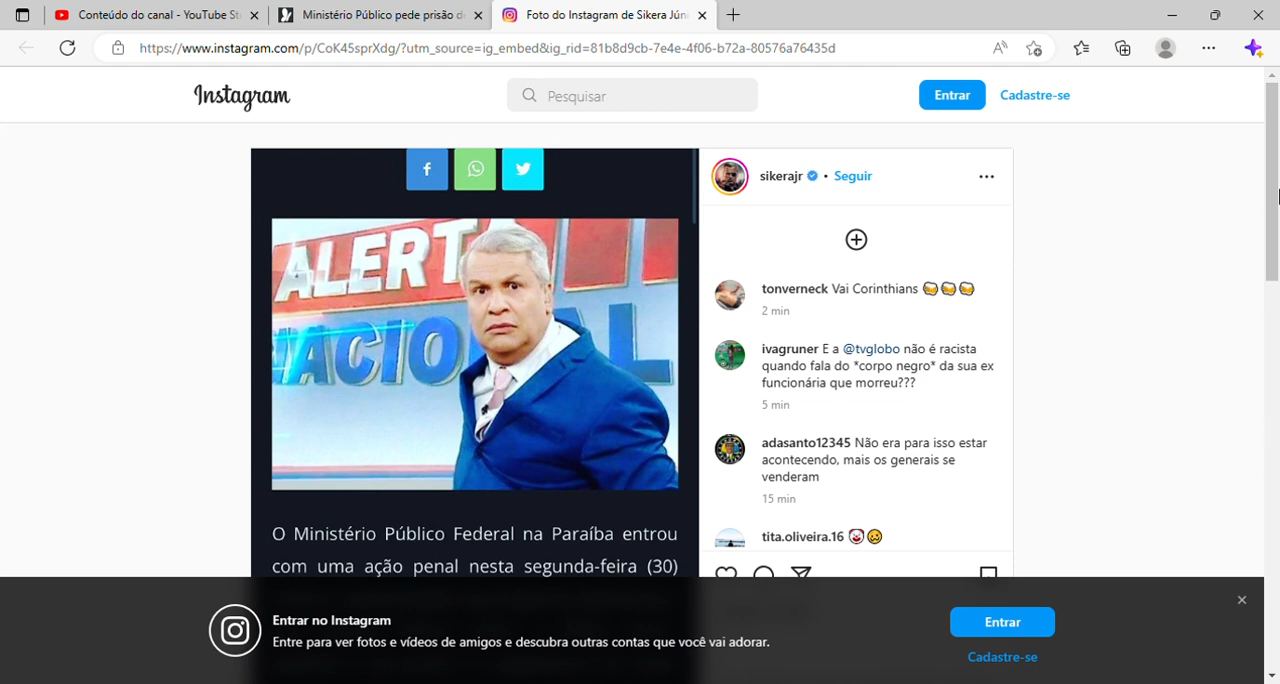 Conteúdo do canal - YouTube St
Ministério Público pede prisão d
Foto do Instagram de Sikera Jún
https://www.instagram.com/p/CoK45sprXdg/?utm_source=ig_embed&ig_rid=81b8d9cb-7e4e-4f06-b72a-80576a76435d
Instagram
Pesquisar
Entrar
Cadastre-se
ALERTA
NACIONAL
sikerajr • Seguir
tonverneck Vai Corinthians 🍻🍻🍻
2 min
ivagruner E a @tvglobo não é racista
quando fala do *corpo negro* da sua ex
funcionária que morreu???
5 min
adasanto12345 Não era para isso estar
acontecendo, mais os generais se
venderam
15 min
tita.oliveira.16 🤡🥴
O Ministério Público Federal na Paraíba entrou
com uma ação penal nesta segunda-feira (30)
Entrar no Instagram
Entre para ver fotos e vídeos de amigos e descubra outras contas que você vai adorar.
Entrar
Cadastre-se